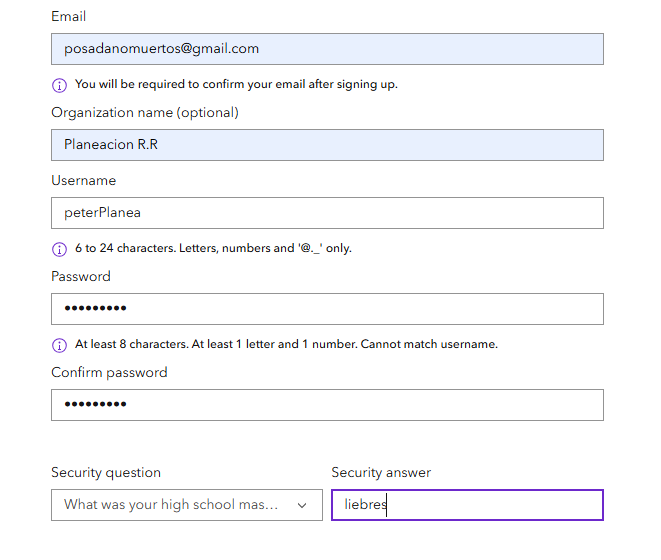 Email
posadanomuertos@gmail.com
You will be required to confirm your email after signing up.
Organization name (optional)
Planeacion R.R
Username
peterPlanea
6 to 24 characters. Letters, numbers and '@._' only.
Password
•••••••••
At least 8 characters. At least 1 letter and 1 number. Cannot match username.
Confirm password
•••••••••
Security question Security answer
What was your high school mas… liebres